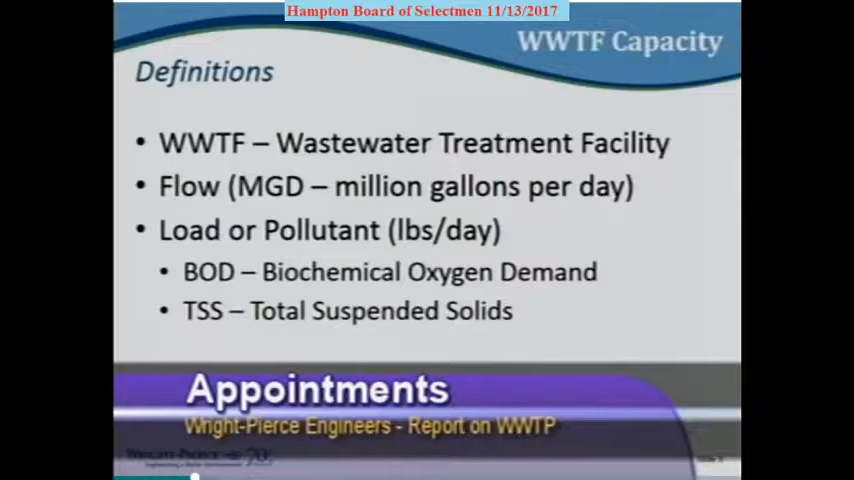 Hampton Board of Selectmen 11/13/2017
WWTF Capacity
Definitions
• WWTF – Wastewater Treatment Facility
• Flow (MGD – million gallons per day)
• Load or Pollutant (lbs/day)
• BOD – Biochemical Oxygen Demand
• TSS – Total Suspended Solids
Appointments
Wright-Pierce Engineers - Report on WWTP
WRIGHT-PIERCE